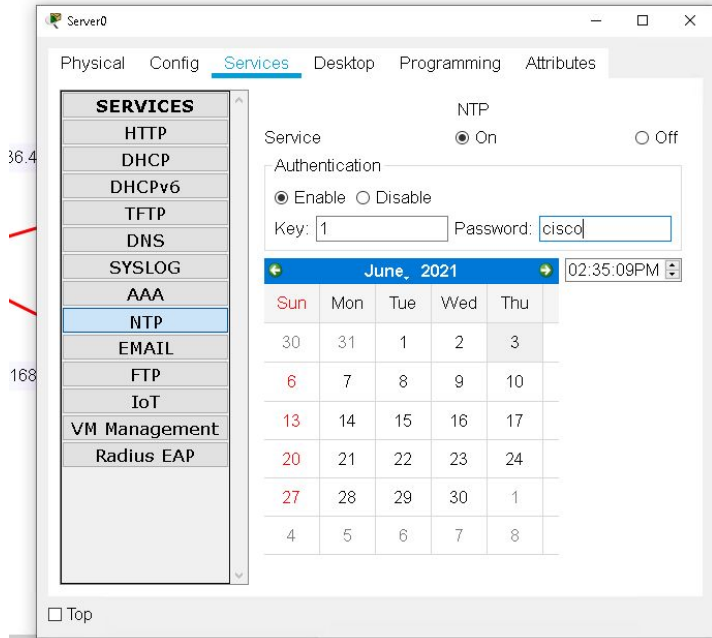 Server0
Physical Config Services Desktop Programming Attributes
SERVICES
HTTP
DHCP
DHCPv6
TFTP
DNS
SYSLOG
AAA
NTP
EMAIL
FTP
IoT
VM Management
Radius EAP
NTP
Service On Off
Authentication
Enable Disable
Key: 1 Password: cisco
June, 2021 02:35:09PM
Sun Mon Tue Wed Thu
30 31 1 2 3
6 7 8 9 10
13 14 15 16 17
20 21 22 23 24
27 28 29 30 1
4 5 6 7 8
Top
36.4
168